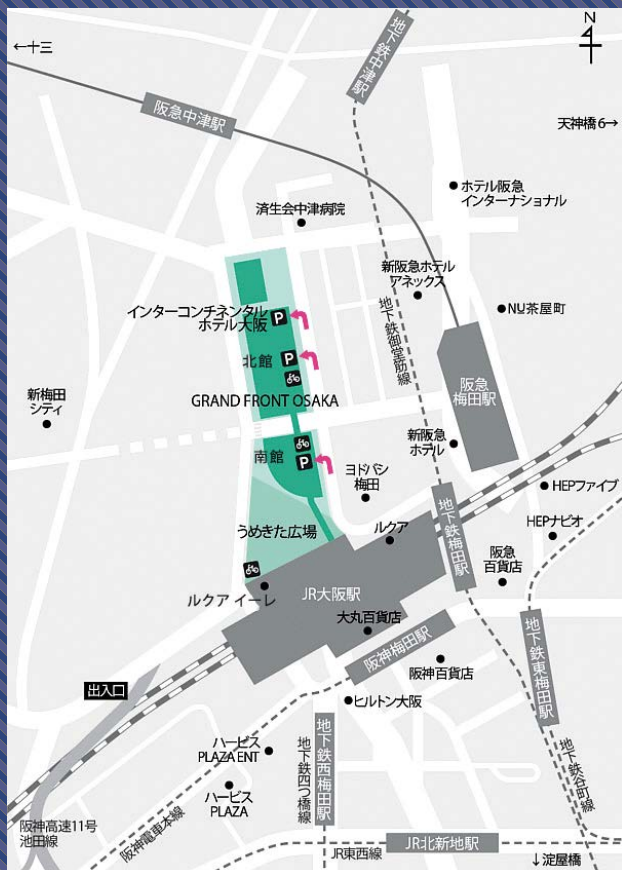 N
←十三
地下鉄中津駅
阪急中津駅
天神橋6→
ホテル阪急
インターナショナル
済生会中津病院
新阪急ホテル
アネックス
インターコンチネンタル
ホテル大阪
P
NU茶屋町
地下鉄御堂筋線
北館
P
阪急
梅田駅
新梅田
シティ
GRAND FRONT OSAKA
南館
P
新阪急
ホテル
ヨドバシ
梅田
HEPファイブ
うめきた広場
ルクア
地下鉄梅田駅
HEPナビオ
阪急
百貨店
ルクア イーレ
JR大阪駅
大丸百貨店
阪神梅田駅
阪神百貨店
地下鉄東梅田駅
出入口
ヒルトン大阪
ハービス
PLAZA ENT
地下鉄四つ橋線
地下鉄西梅田駅
地下鉄谷町線
ハービス
PLAZA
阪神高速11号
池田線
阪神電車本線
JR東西線
JR北新地駅
↓淀屋橋